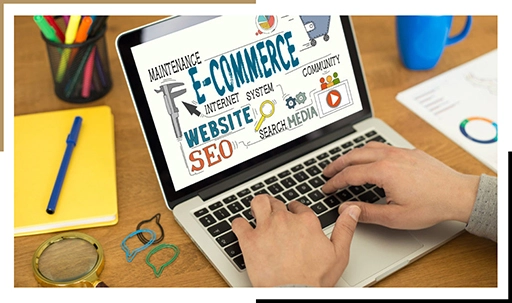 MAINTENANCE
E-COMMERCE
INTERNET SYSTEM
COMMUNITY
WEBSITE
SEARCH MEDIA
SEO